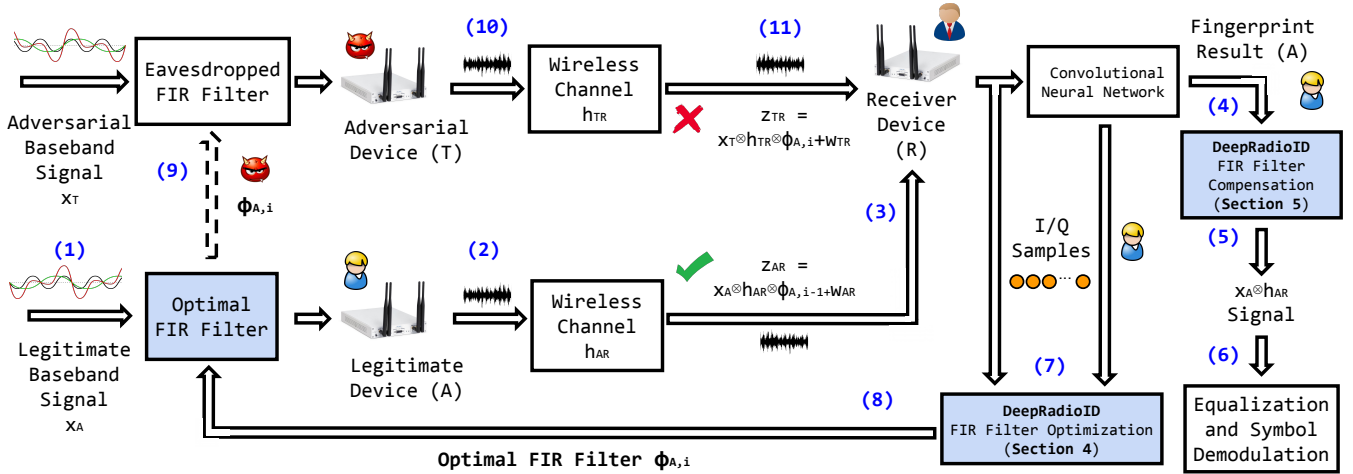 (10)
(11)
Fingerprint
Result (A)
Eavesdropped
FIR Filter
Wireless
Channel
hTR
Convolutional
Neural Network
(4)
Adversarial
Baseband
Signal
xT
Adversarial
Device (T)
zTR =
xT⊗hTR⊗ϕA,i+wTR
Receiver
Device
(R)
DeepRadioID
FIR Filter
Compensation
(Section 5)
(9)
ϕA,i
(3)
(1)
(2)
I/Q
Samples
(5)
Optimal
FIR Filter
Wireless
Channel
hAR
zAR =
xA⊗hAR⊗ϕA,i-1+wAR
xA⊗hAR
Signal
Legitimate
Baseband
Signal
xA
Legitimate
Device (A)
(6)
(7)
(8)
DeepRadioID
FIR Filter Optimization
(Section 4)
Equalization
and Symbol
Demodulation
Optimal FIR Filter ϕA,i